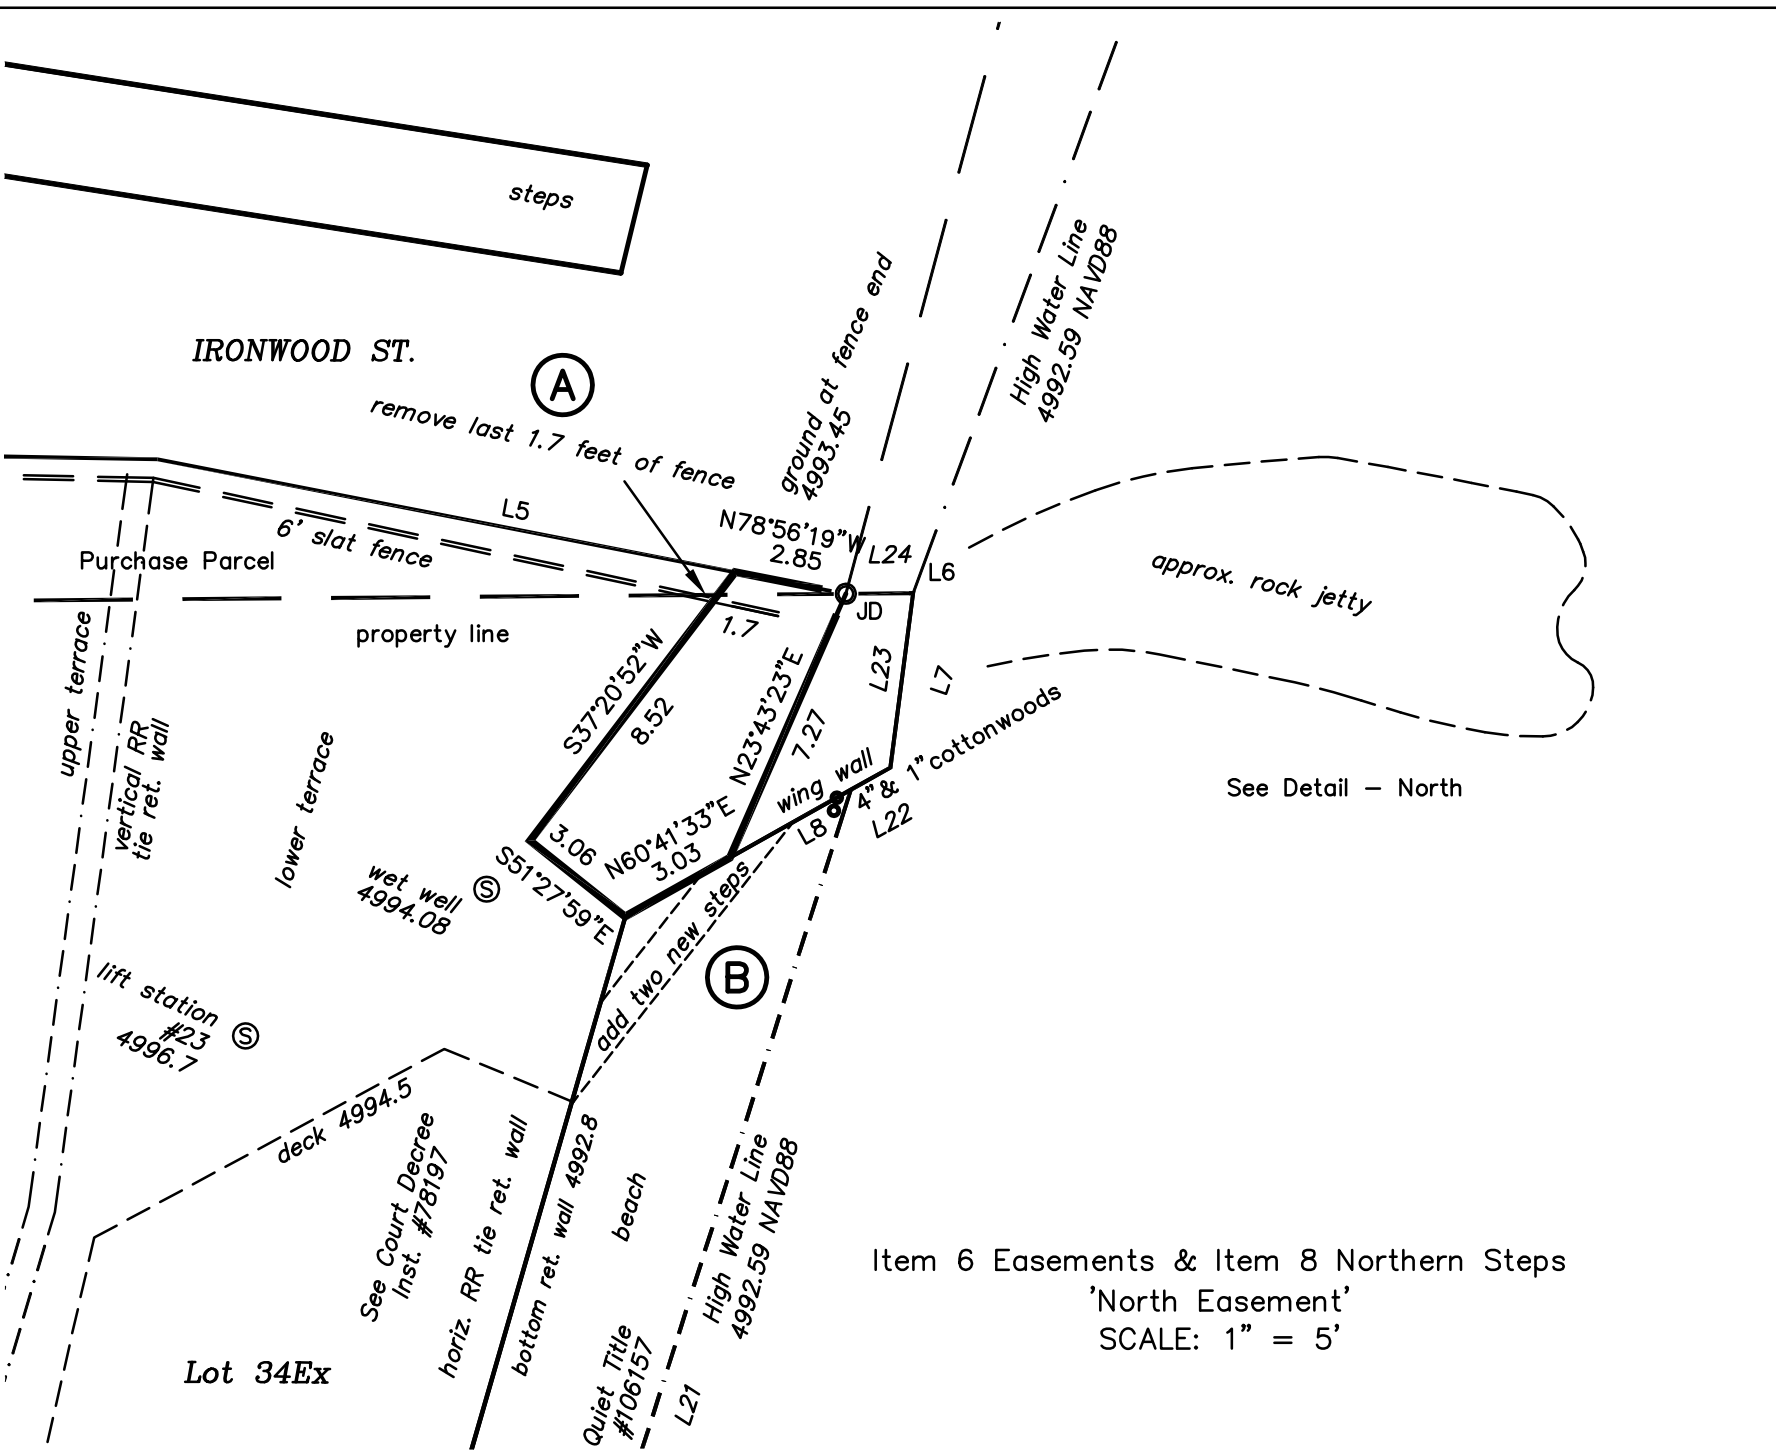 steps
IRONWOOD ST.
A
remove last 1.7 feet of fence
ground at fence end
4993.45
High Water Line
4992.59 NAVD88
L5
6' slat fence
N78°56'19"W
2.85
L24
L6
JD
Purchase Parcel
property line
1.7
approx. rock jetty
upper terrace
vertical RR
tie ret. wall
lower terrace
S37°20'52"W
8.52
N23°43'23"E
7.27
L23
L7
wing wall
4" & 1" cottonwoods
L8
L22
See Detail – North
N60°41'33"E
3.03
3.06
S51°27'59"E
wet well
4994.08
S
add two new steps
B
lift station
#23
4996.7
S
deck 4994.5
See Court Decree
Inst. #78197
horiz. RR tie ret. wall
bottom ret. wall 4992.8
beach
High Water Line
4992.59 NAVD88
Quiet Title
#106157
L21
Lot 34Ex
Item 6 Easements & Item 8 Northern Steps
'North Easement'
SCALE: 1" = 5'